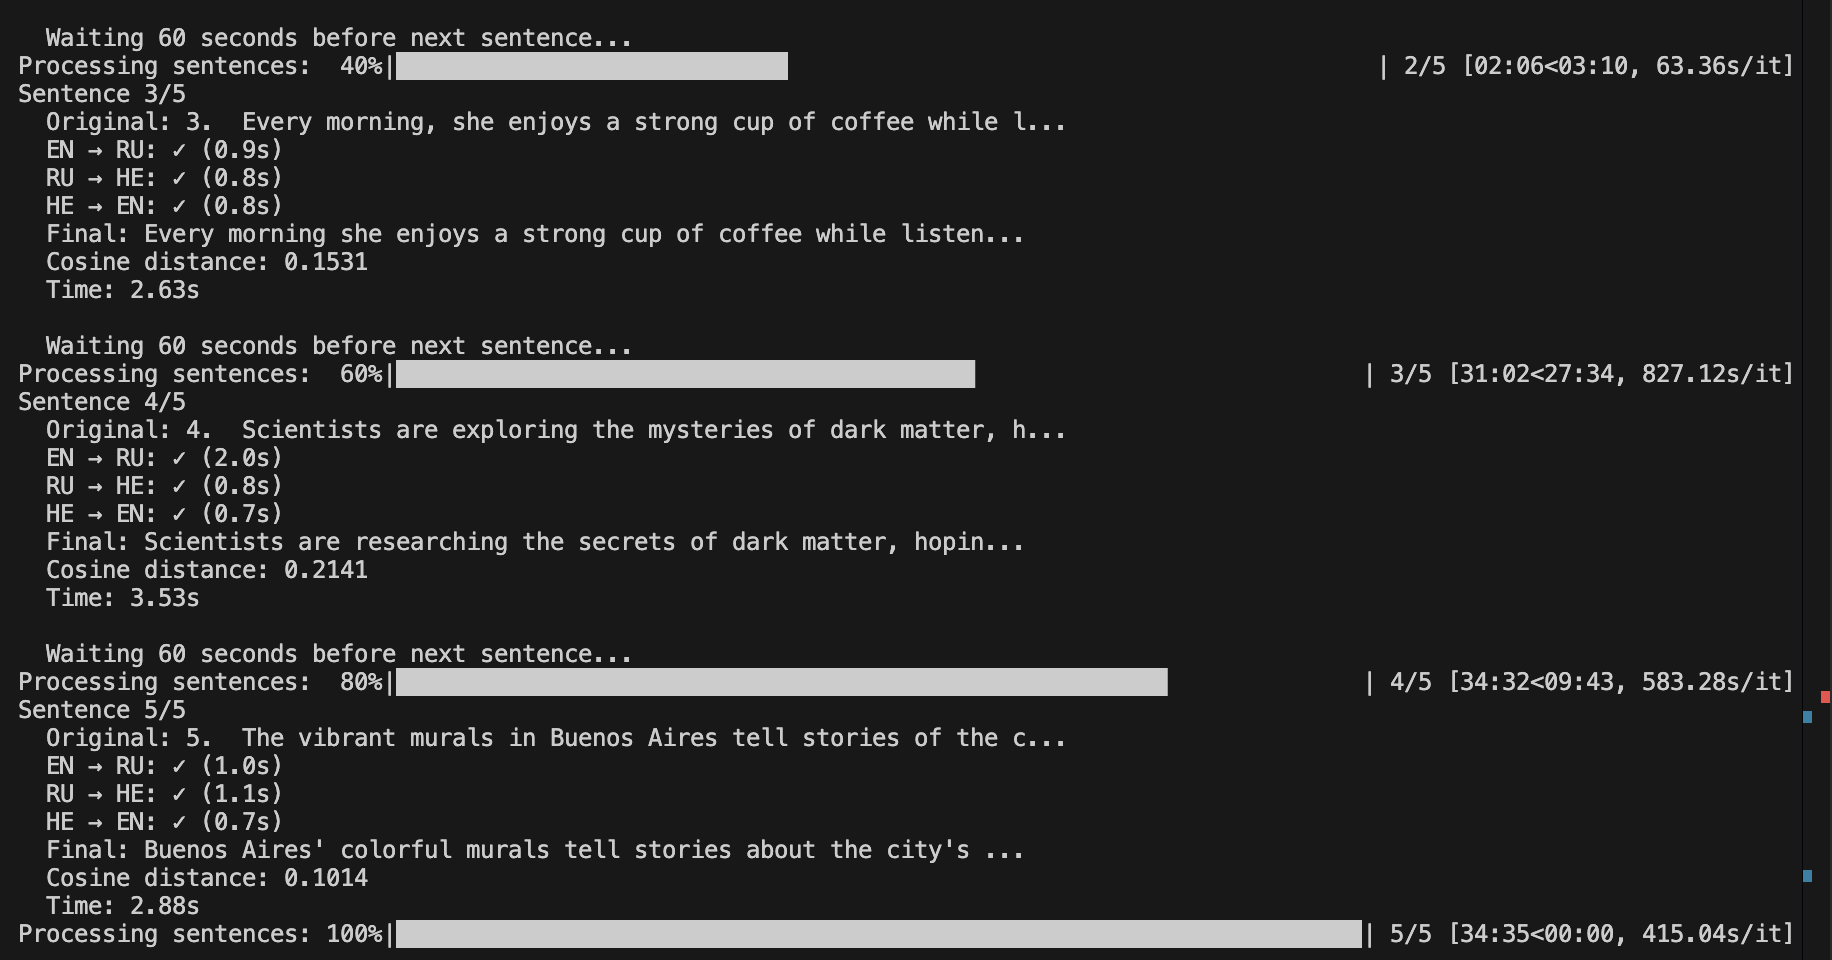 Waiting 60 seconds before next sentence...
Processing sentences:  40%| | 2/5 [02:06<03:10, 63.36s/it]
Sentence 3/5
Original: 3.  Every morning, she enjoys a strong cup of coffee while l...
EN → RU: ✓ (0.9s)
RU → HE: ✓ (0.8s)
HE → EN: ✓ (0.8s)
Final: Every morning she enjoys a strong cup of coffee while listen...
Cosine distance: 0.1531
Time: 2.63s
Waiting 60 seconds before next sentence...
Processing sentences:  60%| | 3/5 [31:02<27:34, 827.12s/it]
Sentence 4/5
Original: 4.  Scientists are exploring the mysteries of dark matter, h...
EN → RU: ✓ (2.0s)
RU → HE: ✓ (0.8s)
HE → EN: ✓ (0.7s)
Final: Scientists are researching the secrets of dark matter, hopin...
Cosine distance: 0.2141
Time: 3.53s
Waiting 60 seconds before next sentence...
Processing sentences:  80%| | 4/5 [34:32<09:43, 583.28s/it]
Sentence 5/5
Original: 5.  The vibrant murals in Buenos Aires tell stories of the c...
EN → RU: ✓ (1.0s)
RU → HE: ✓ (1.1s)
HE → EN: ✓ (0.7s)
Final: Buenos Aires' colorful murals tell stories about the city's ...
Cosine distance: 0.1014
Time: 2.88s
Processing sentences: 100%| | 5/5 [34:35<00:00, 415.04s/it]